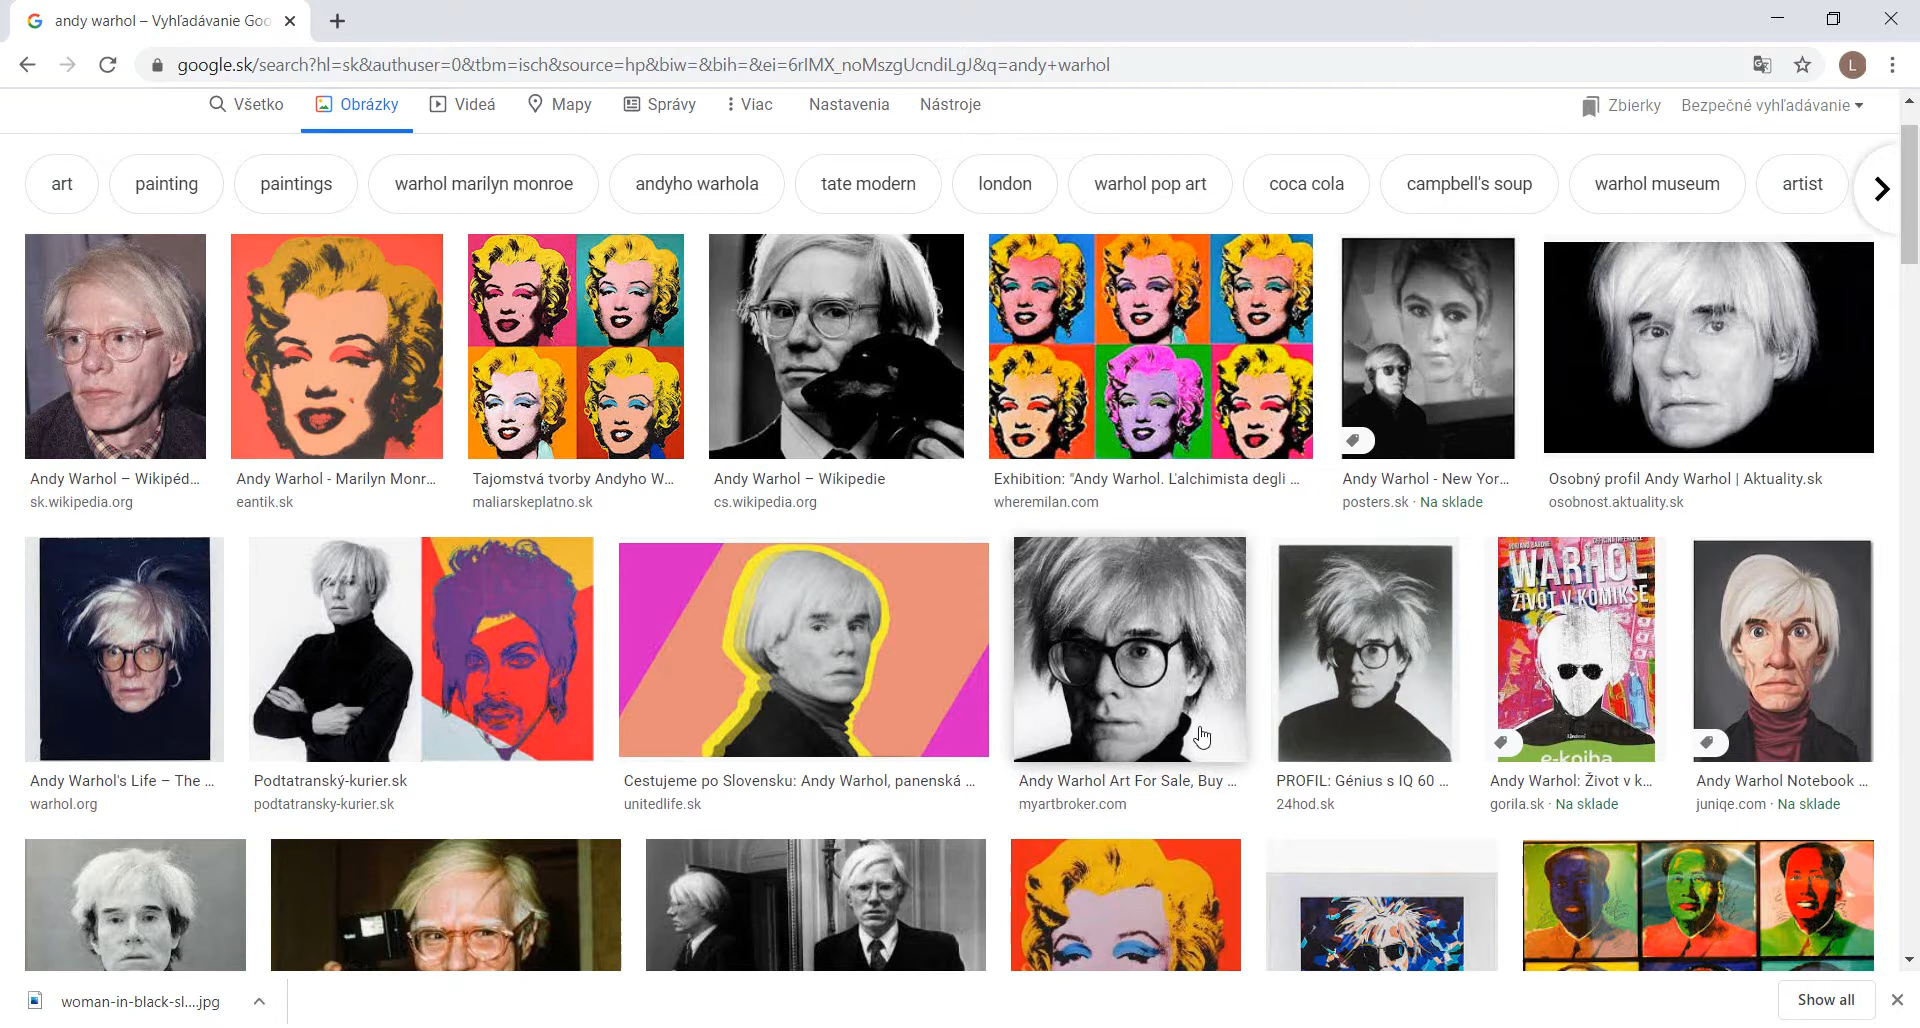 andy warhol – Vyhľadávanie Goo
google.sk/search?hl=sk&authuser=0&tbm=isch&source=hp&biw=&bih=&ei=6rIMX_noMszgUcndiLgJ&q=andy+warhol
L
Všetko Obrázky Videá Mapy Správy Viac Nastavenia Nástroje Zbierky Bezpečné vyhľadávanie
art painting paintings warhol marilyn monroe andyho warhola tate modern london warhol pop art coca cola campbell's soup warhol museum artist
Andy Warhol – Wikipéd...
sk.wikipedia.org
Andy Warhol - Marilyn Monr...
eantik.sk
Tajomstvá tvorby Andyho W...
maliarskeplatno.sk
Andy Warhol – Wikipedie
cs.wikipedia.org
Exhibition: "Andy Warhol. L'alchimista degli ...
wheremilan.com
Andy Warhol - New Yor...
posters.sk · Na sklade
Osobný profil Andy Warhol | Aktuality.sk
osobnost.aktuality.sk
WARHOL
ŽIVOT V KOMIKSE
e-kniha
Andy Warhol's Life – The ...
warhol.org
Podtatranský-kurier.sk
podtatransky-kurier.sk
Cestujeme po Slovensku: Andy Warhol, panenská ...
unitedlife.sk
Andy Warhol Art For Sale, Buy ...
myartbroker.com
PROFIL: Génius s IQ 60 ...
24hod.sk
Andy Warhol: Život v k...
gorila.sk · Na sklade
Andy Warhol Notebook ...
juniqe.com · Na sklade
woman-in-black-sl....jpg
Show all